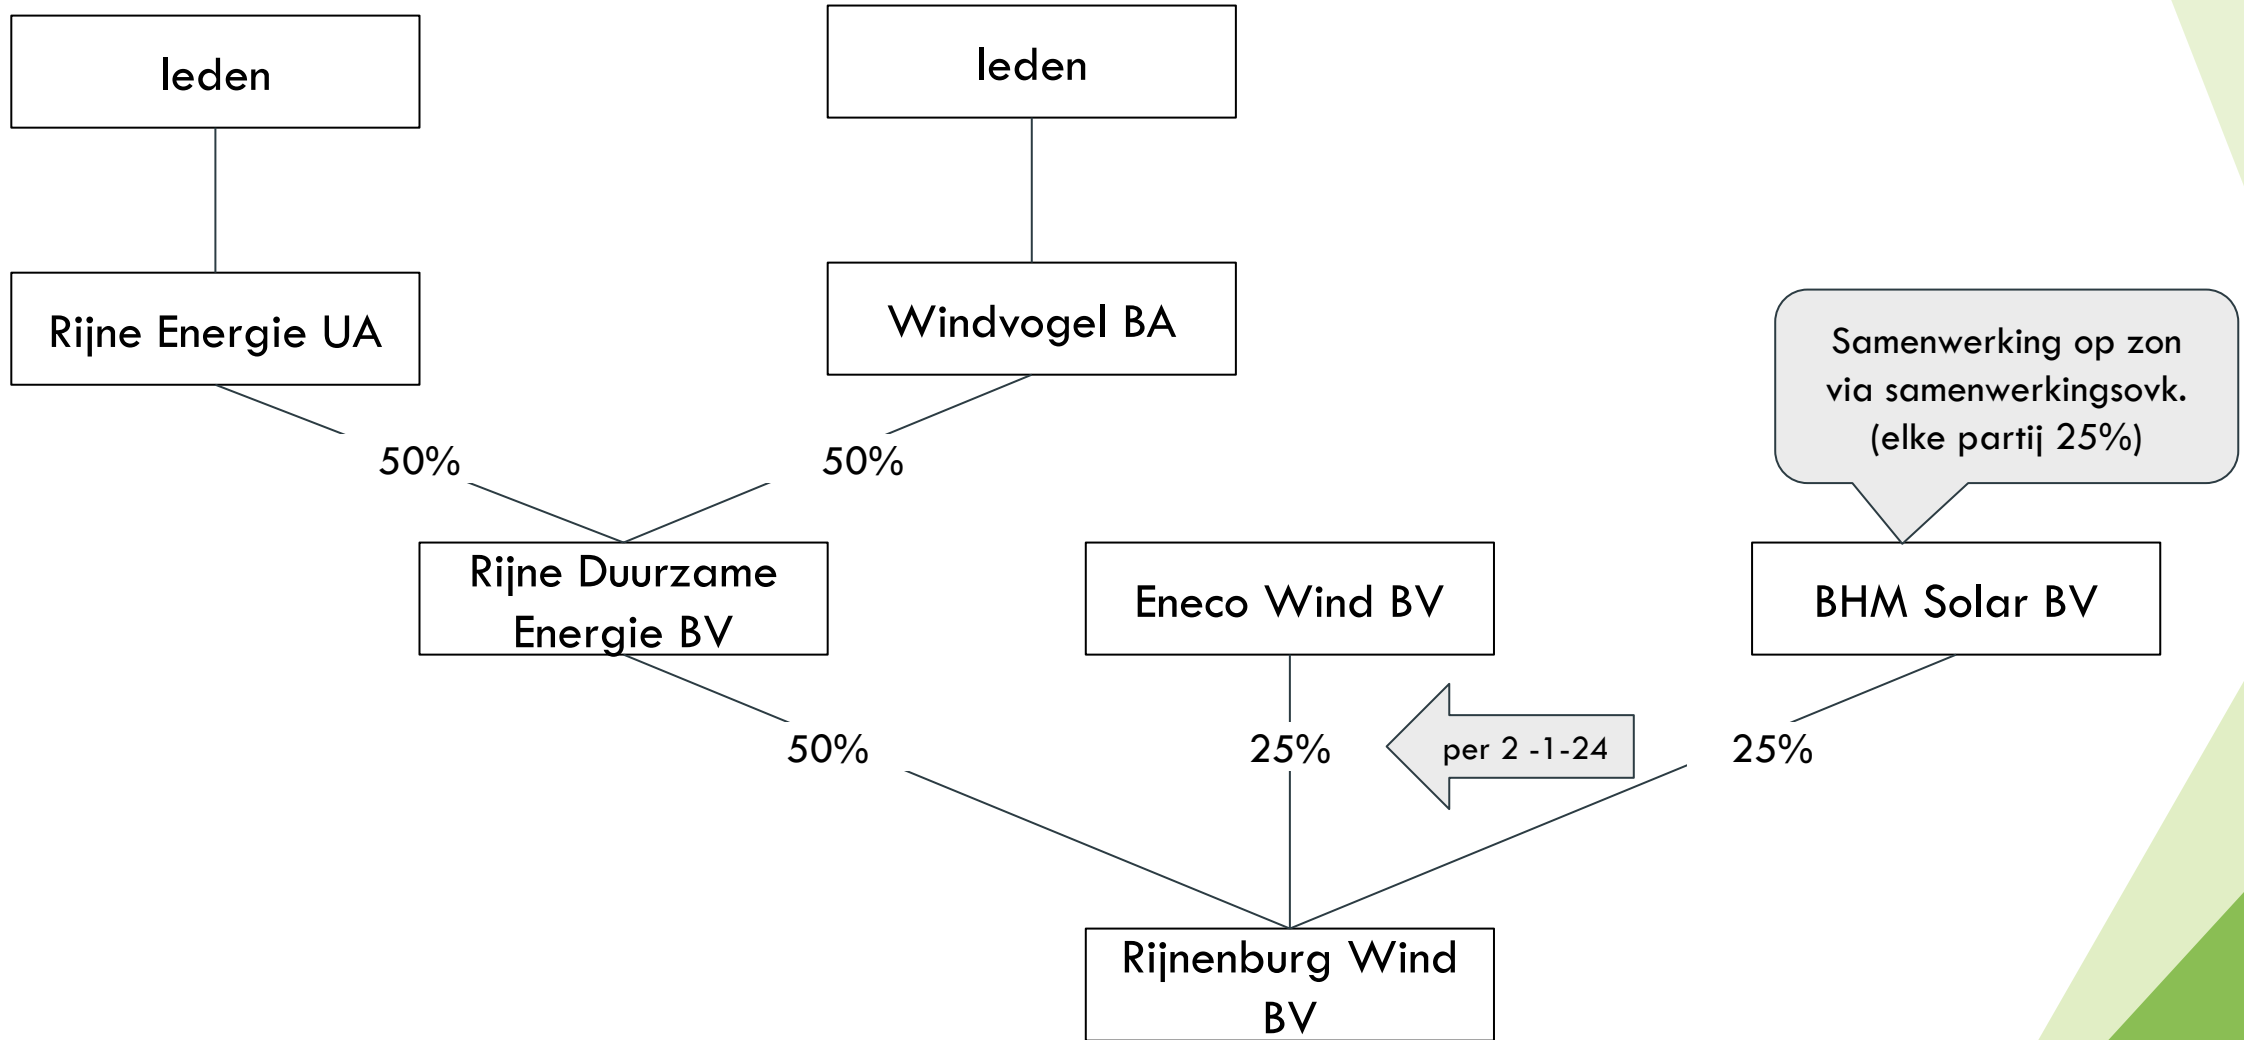 leden
leden
Rijne Energie UA
Windvogel BA
Samenwerking op zon
via samenwerkingsovk.
(elke partij 25%)
50%
50%
Rijne Duurzame
Energie BV
Eneco Wind BV
BHM Solar BV
50%
25%
per 2 -1-24
25%
Rijnenburg Wind
BV